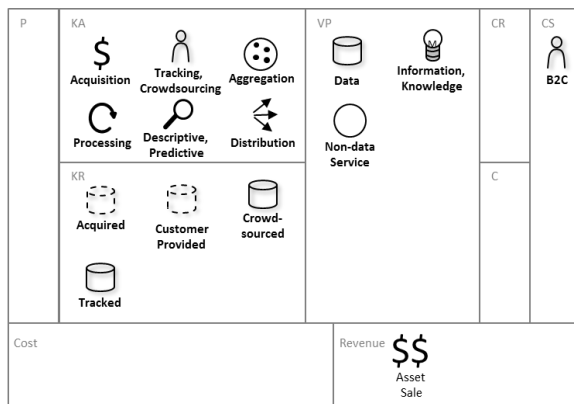 P
KA
VP
CR
CS
$
Acquisition
Tracking,
Crowdsourcing
Aggregation
Data
Information,
Knowledge
B2C
Processing
Descriptive,
Predictive
Distribution
Non-data
Service
KR
C
Acquired
Customer
Provided
Crowd-
sourced
Tracked
Cost
Revenue
$$
Asset
Sale